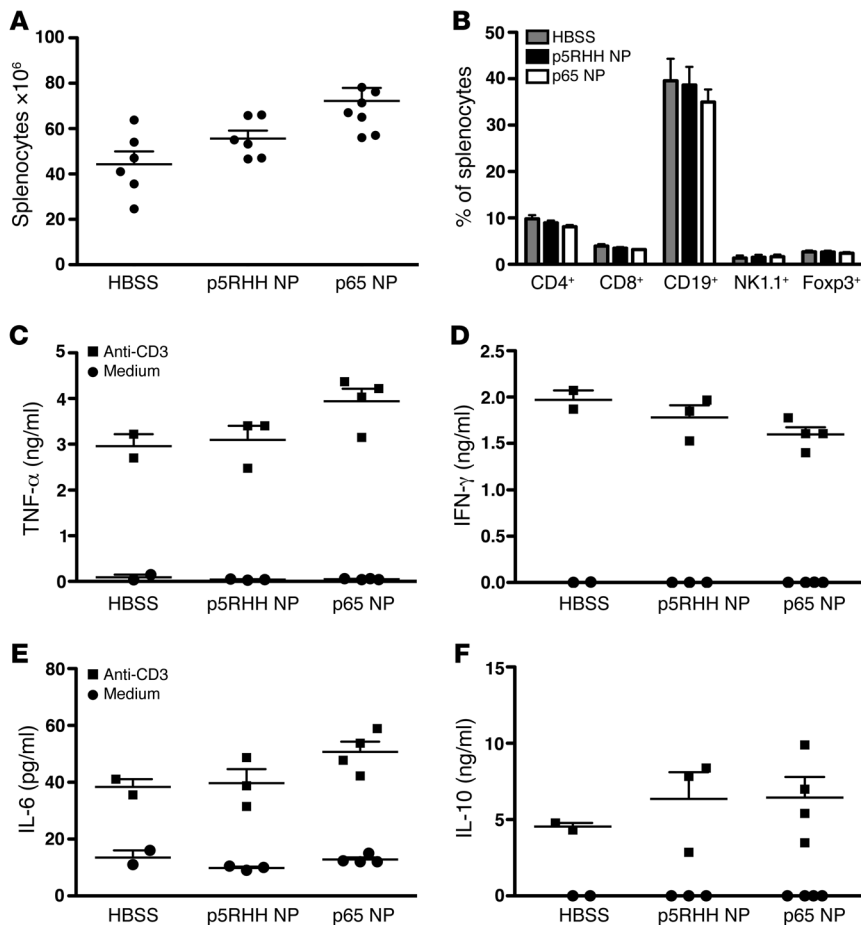 A
Splenocytes ×10⁶
100
80
60
40
20
0
HBSS p5RHH NP p65 NP
B
HBSS
p5RHH NP
p65 NP
% of splenocytes
50
40
30
20
10
0
CD4⁺ CD8⁺ CD19⁺ NK1.1⁺ Foxp3⁺
C
Anti-CD3
Medium
TNF-α (ng/ml)
5
4
3
2
1
0
HBSS p5RHH NP p65 NP
D
IFN-γ (ng/ml)
2.5
2.0
1.5
1.0
0.5
0.0
HBSS p5RHH NP p65 NP
E
Anti-CD3
Medium
IL-6 (pg/ml)
80
60
40
20
0
HBSS p5RHH NP p65 NP
F
IL-10 (ng/ml)
15
10
5
0
HBSS p5RHH NP p65 NP